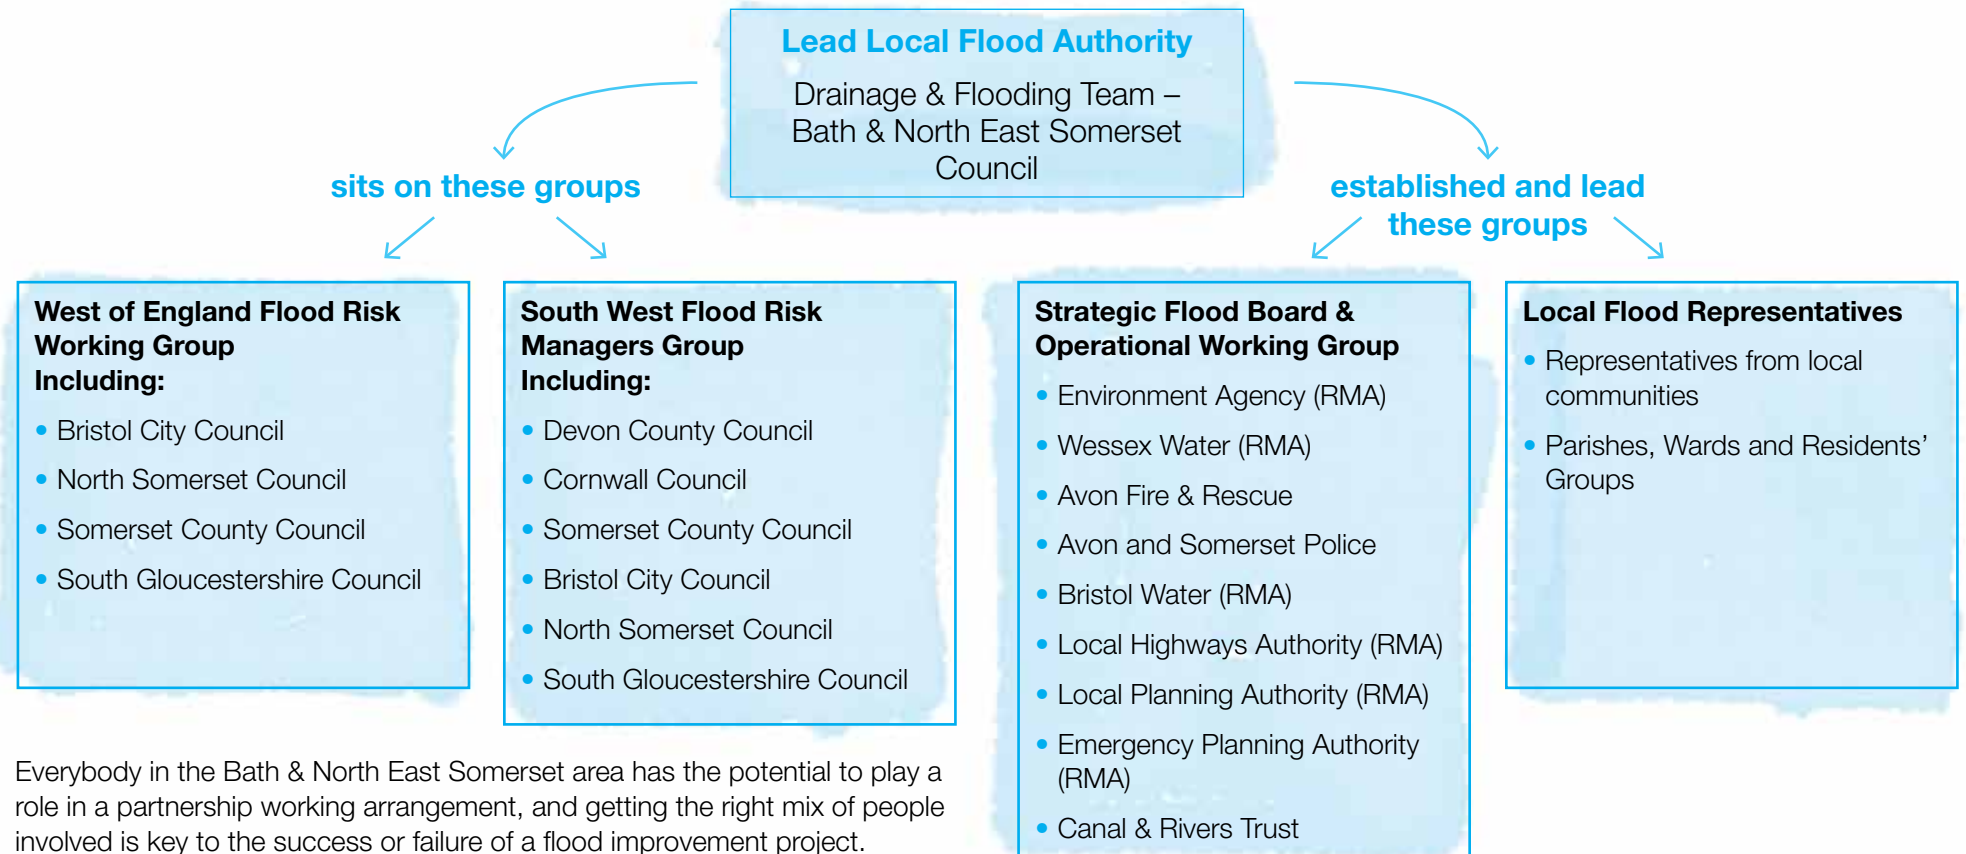 Lead Local Flood Authority
Drainage & Flooding Team –
Bath & North East Somerset
Council
sits on these groups
established and lead
these groups
West of England Flood Risk
Working Group
Including:
• Bristol City Council
• North Somerset Council
• Somerset County Council
• South Gloucestershire Council
South West Flood Risk
Managers Group
Including:
• Devon County Council
• Cornwall Council
• Somerset County Council
• Bristol City Council
• North Somerset Council
• South Gloucestershire Council
Strategic Flood Board &
Operational Working Group
• Environment Agency (RMA)
• Wessex Water (RMA)
• Avon Fire & Rescue
• Avon and Somerset Police
• Bristol Water (RMA)
• Local Highways Authority (RMA)
• Local Planning Authority (RMA)
• Emergency Planning Authority
(RMA)
• Canal & Rivers Trust
Local Flood Representatives
• Representatives from local
communities
• Parishes, Wards and Residents’
Groups
Everybody in the Bath & North East Somerset area has the potential to play a
role in a partnership working arrangement, and getting the right mix of people
involved is key to the success or failure of a flood improvement project.